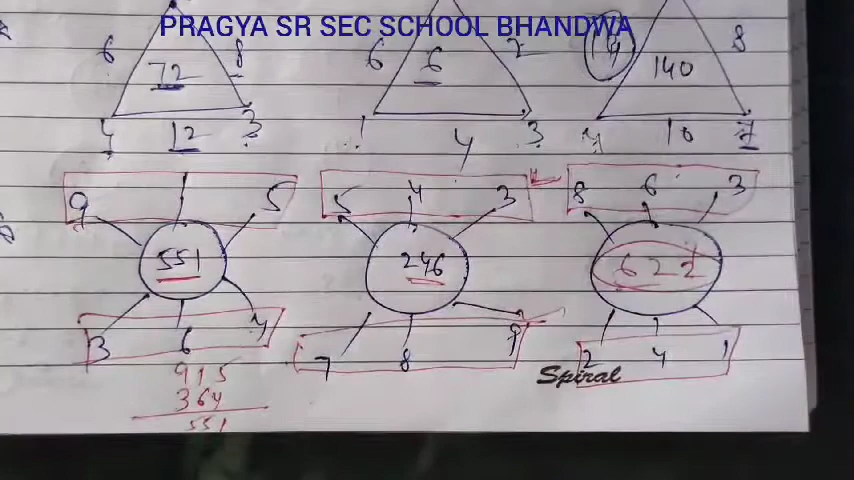 PRAGYA SR SEC SCHOOL BHANDWA
6 8 6 2 14 8
72 6 140
4 12 3 1 4 3 4 10 7
9 1 5 5 4 3 8 6 3
551 246 622
3 6 4 7 8 9 2 4 1
Spiral
915
364
551